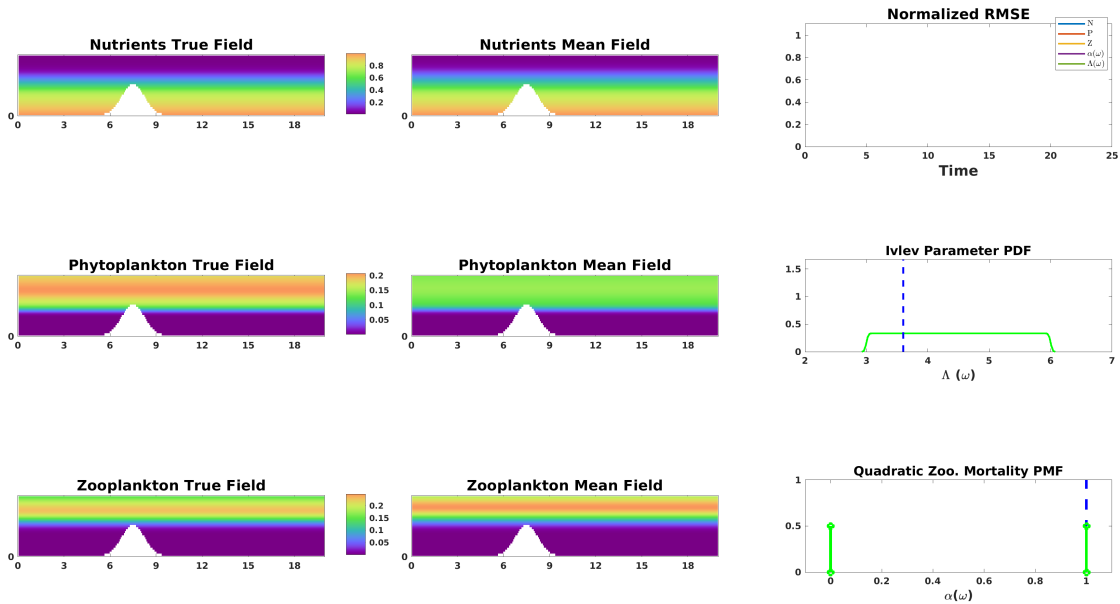 Nutrients True Field
0.8
0.6
0.4
0.2
0
0 3 6 9 12 15 18
Nutrients Mean Field
0
0 3 6 9 12 15 18
Normalized RMSE
N
P
Z
α(ω)
Λ(ω)
1
0.8
0.6
0.4
0.2
0
0 5 10 15 20 25
Time
Phytoplankton True Field
0.2
0.15
0.1
0.05
0
0 3 6 9 12 15 18
Phytoplankton Mean Field
0
0 3 6 9 12 15 18
Ivlev Parameter PDF
1.5
1
0.5
0
2 3 4 5 6 7
Λ (ω)
Zooplankton True Field
0.2
0.15
0.1
0.05
0
0 3 6 9 12 15 18
Zooplankton Mean Field
0
0 3 6 9 12 15 18
Quadratic Zoo. Mortality PMF
1
0.5
0
0 0.2 0.4 0.6 0.8 1
α(ω)